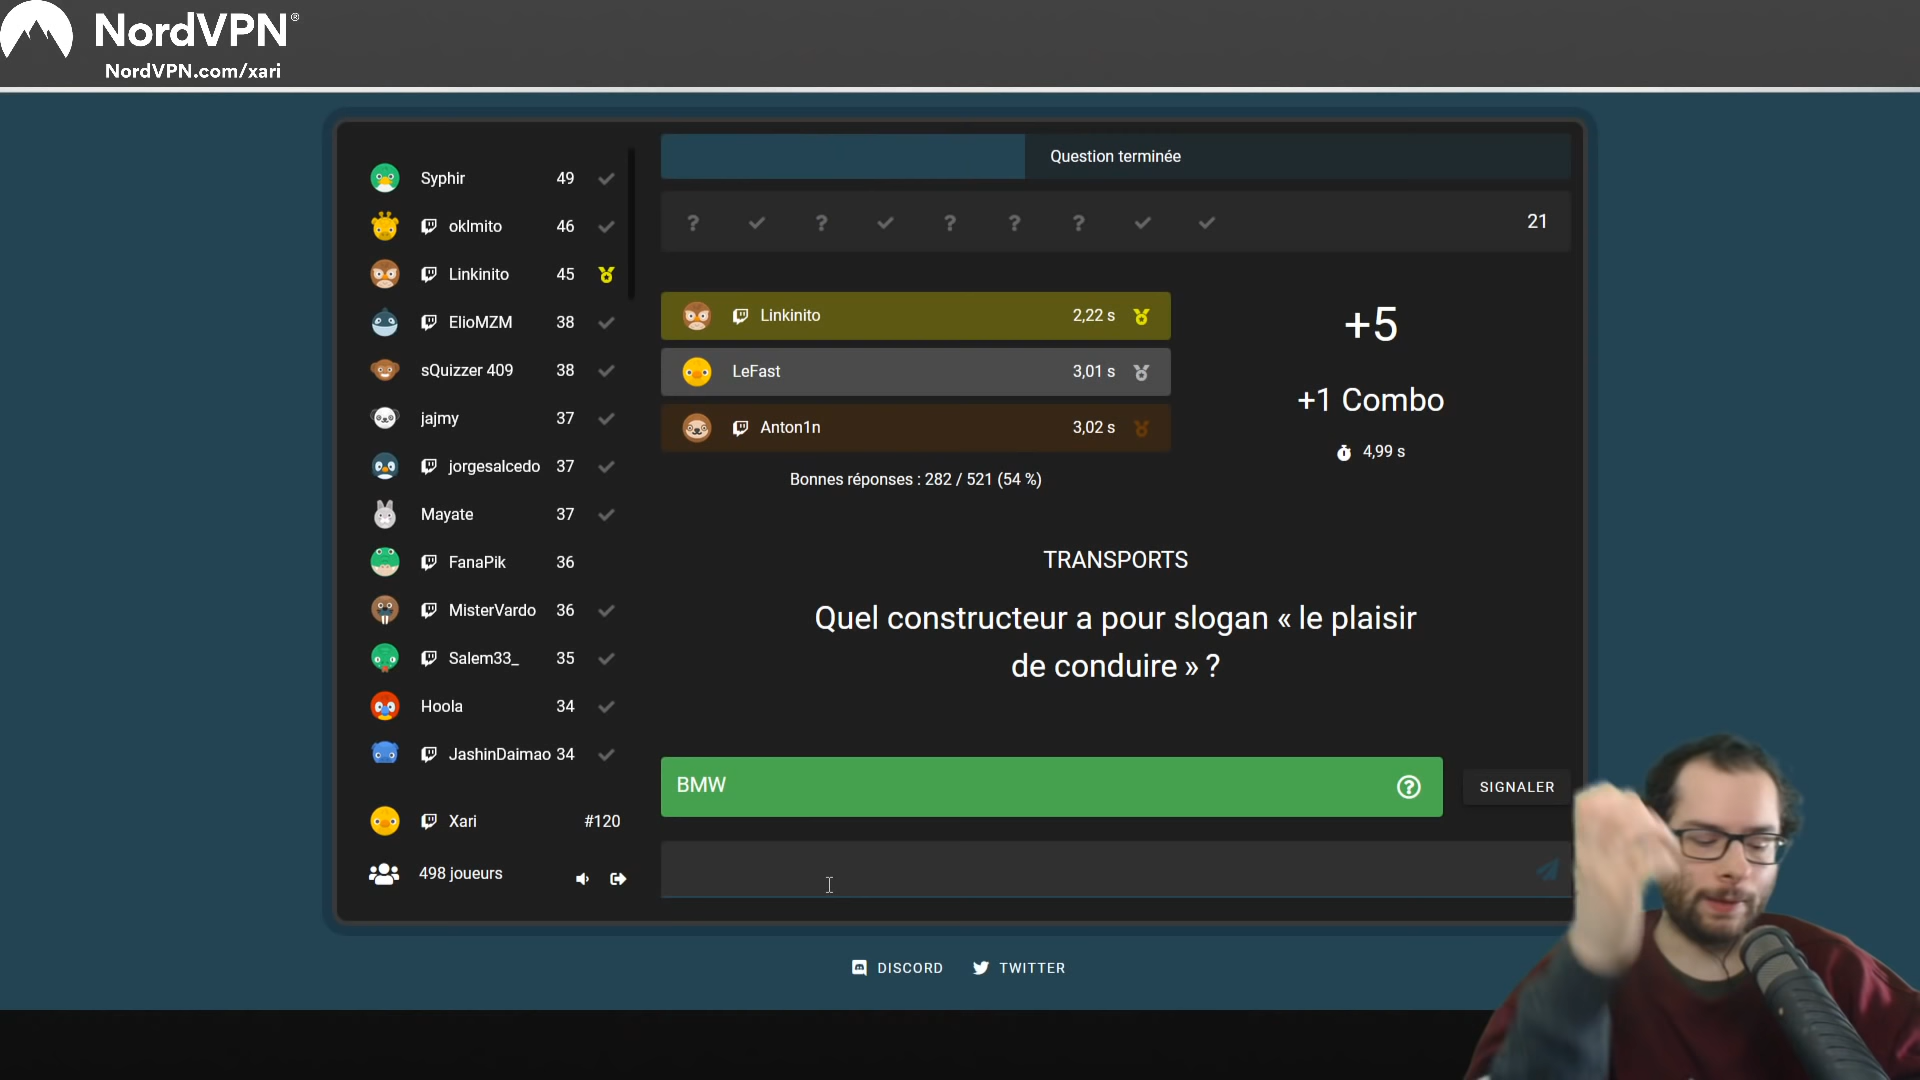 NordVPN®
NordVPN.com/xari
Syphir 49
oklmito 46
Linkinito 45
ElioMZM 38
sQuizzer 409 38
jajmy 37
jorgesalcedo 37
Mayate 37
FanaPik 36
MisterVardo 36
Salem33_ 35
Hoola 34
JashinDaimao 34
Xari #120
498 joueurs
Question terminée
? ? ? ? ? 21
Linkinito 2,22 s
LeFast 3,01 s
Anton1n 3,02 s
Bonnes réponses : 282 / 521 (54 %)
+5
+1 Combo
4,99 s
TRANSPORTS
Quel constructeur a pour slogan « le plaisir
de conduire » ?
BMW ?
SIGNALER
DISCORD TWITTER